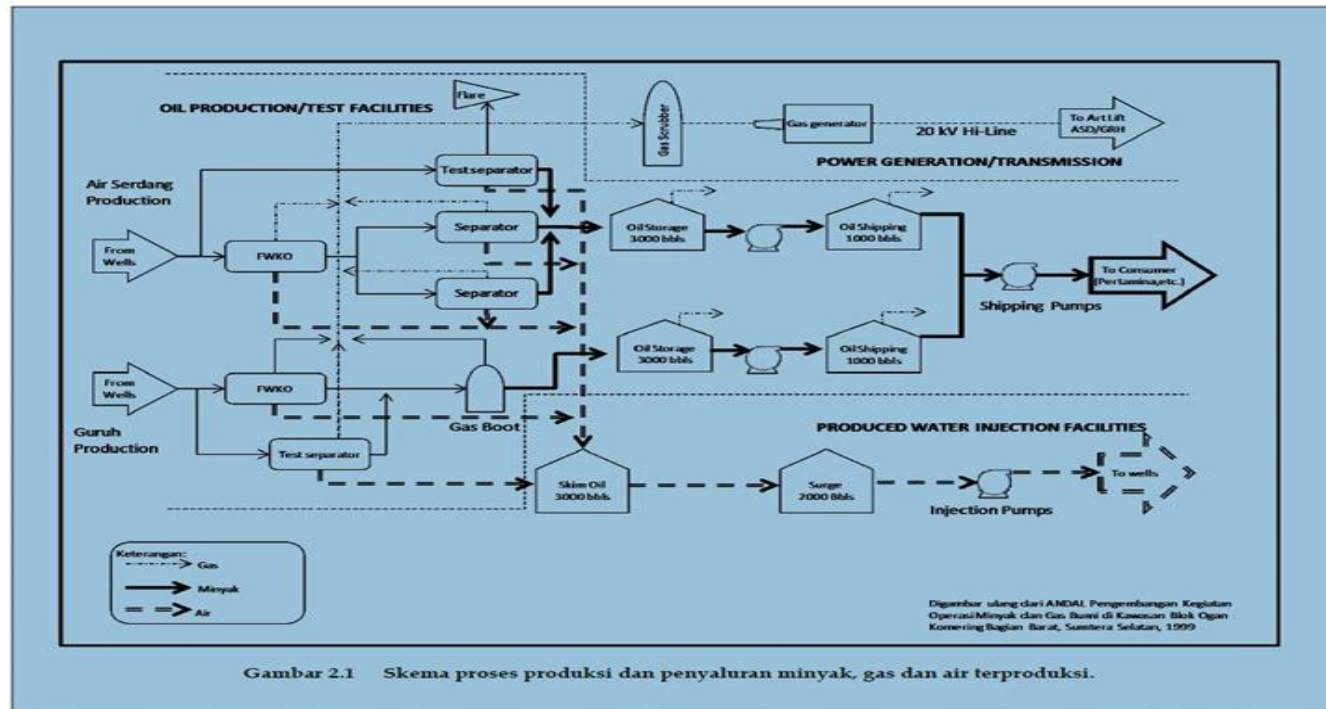 OIL PRODUCTION/TEST FACILITIES
Flare
Gas Scrubber
Gas generator
20 kV Hi-Line
To Art Lift
ASD/GRH
POWER GENERATION/TRANSMISSION
Air Serdang
Production
Test separator
From
Wells
FWKO
Separator
Separator
Oil Storage
3000 bbls
Oil Shipping
1000 bbls
Shipping Pumps
To Consumer
(Pertamina,etc.)
Oil Storage
3000 bbls
Oil Shipping
1000 bbls
From
Wells
FWKO
Gas Boot
Guruh
Production
Test separator
PRODUCED WATER INJECTION FACILITIES
Skim Oil
3000 bbls
Surge
2000 Bbls
Injection Pumps
To wells
Keterangan:
Gas
Minyak
Air
Digambar ulang dari ANDAL Pengembangan Kegiatan
Operasi Minyak dan Gas Bumi di Kawasan Blok Ogan
Komering Bagian Barat, Sumtera Selatan, 1999
Gambar 2.1 Skema proses produksi dan penyaluran minyak, gas dan air terproduksi.